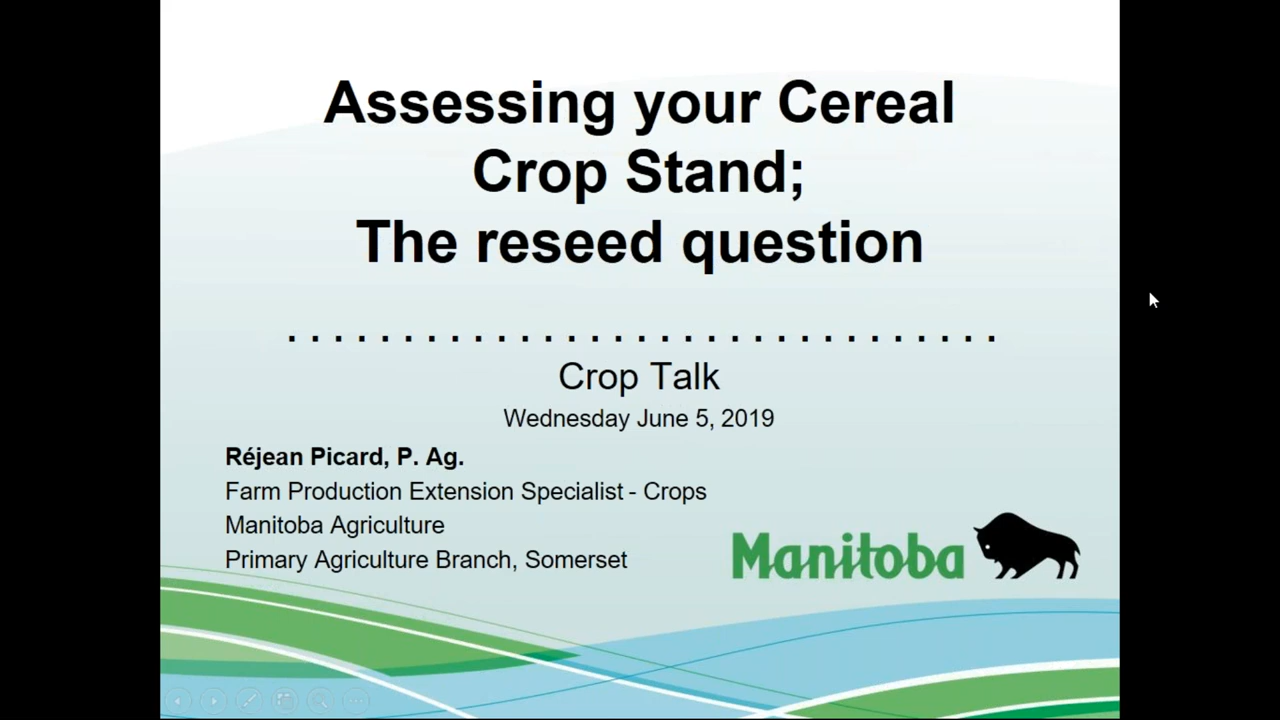 Assessing your Cereal
Crop Stand;
The reseed question
. . . . . . . . . . . . . . . . . . . . . . . . . . . . . . .
Crop Talk
Wednesday June 5, 2019
Réjean Picard, P. Ag.
Farm Production Extension Specialist - Crops
Manitoba Agriculture
Primary Agriculture Branch, Somerset
Manitoba